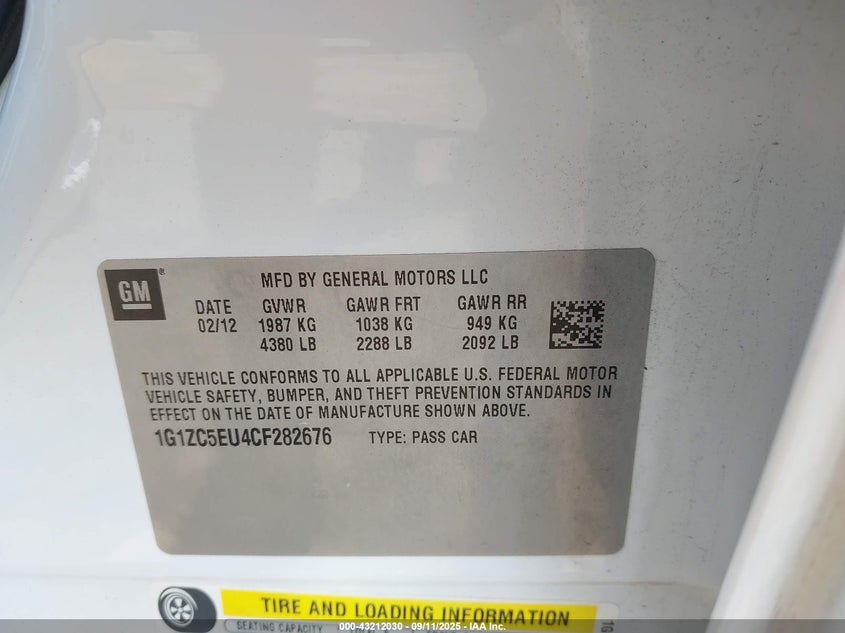 GM
MFD BY GENERAL MOTORS LLC
DATE GVWR GAWR FRT GAWR RR
02/12 1987 KG 1038 KG 949 KG
4380 LB 2288 LB 2092 LB
THIS VEHICLE CONFORMS TO ALL APPLICABLE U.S. FEDERAL MOTOR
VEHICLE SAFETY, BUMPER, AND THEFT PREVENTION STANDARDS IN
EFFECT ON THE DATE OF MANUFACTURE SHOWN ABOVE.
1G1ZC5EU4CF282676 TYPE: PASS CAR
TIRE AND LOADING INFORMATION
SEATING CAPACITY
000-43212030 - 09/11/2025 - IAA Inc.